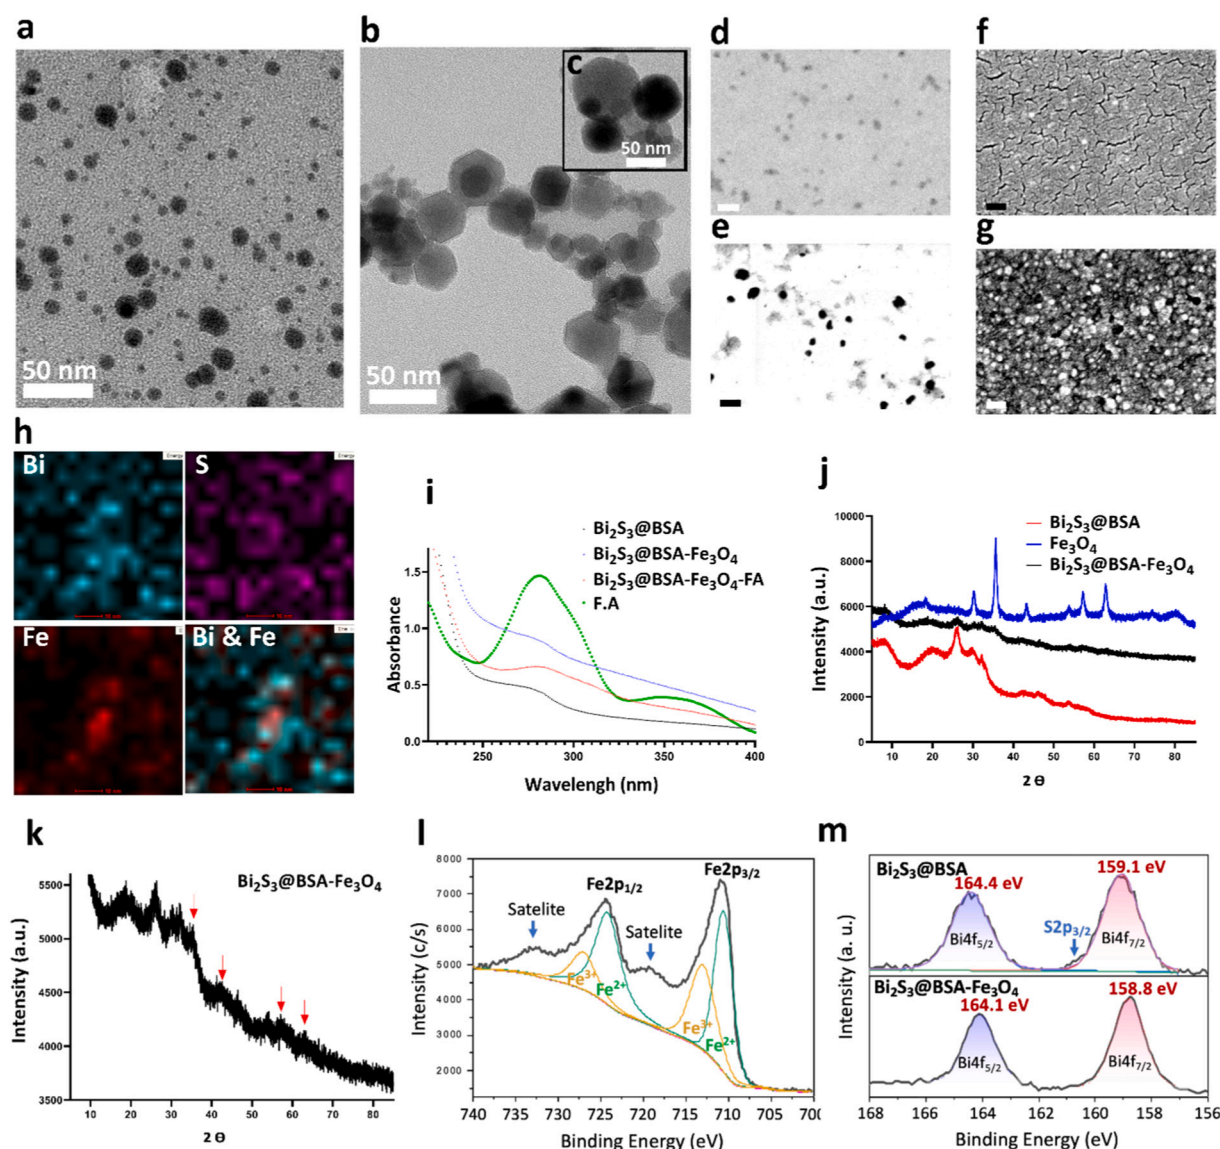 a
b
c
d
f
50 nm
50 nm
50 nm
e
g
h
Bi
S
Fe
Bi & Fe
i
Bi₂S₃@BSA
Bi₂S₃@BSA-Fe₃O₄
Bi₂S₃@BSA-Fe₃O₄-FA
F.A
1.5
1.0
0.5
0.0
Absorbance
250 300 350 400
Wavelengh (nm)
j
Bi₂S₃@BSA
Fe₃O₄
Bi₂S₃@BSA-Fe₃O₄
10000
8000
6000
4000
2000
0
Intensity (a.u.)
10 20 30 40 50 60 70 80
2 Θ
k
Bi₂S₃@BSA-Fe₃O₄
5500
5000
4500
4000
3500
Intensity (a.u.)
10 20 30 40 50 60 70 80
2 Θ
l
8000
7000
6000
5000
4000
3000
2000
Intensity (c/s)
Fe2p₁/₂
Fe2p₃/₂
Satelite
Satelite
Fe³⁺
Fe²⁺
Fe³⁺
Fe²⁺
740 735 730 725 720 715 710 705 700
Binding Energy (eV)
m
Bi₂S₃@BSA
164.4 eV
159.1 eV
S2p₃/₂
Bi4f₅/₂
Bi4f₇/₂
Bi₂S₃@BSA-Fe₃O₄
164.1 eV
158.8 eV
Bi4f₅/₂
Bi4f₇/₂
Intensity (a. u.)
168 166 164 162 160 158 156
Binding Energy (eV)